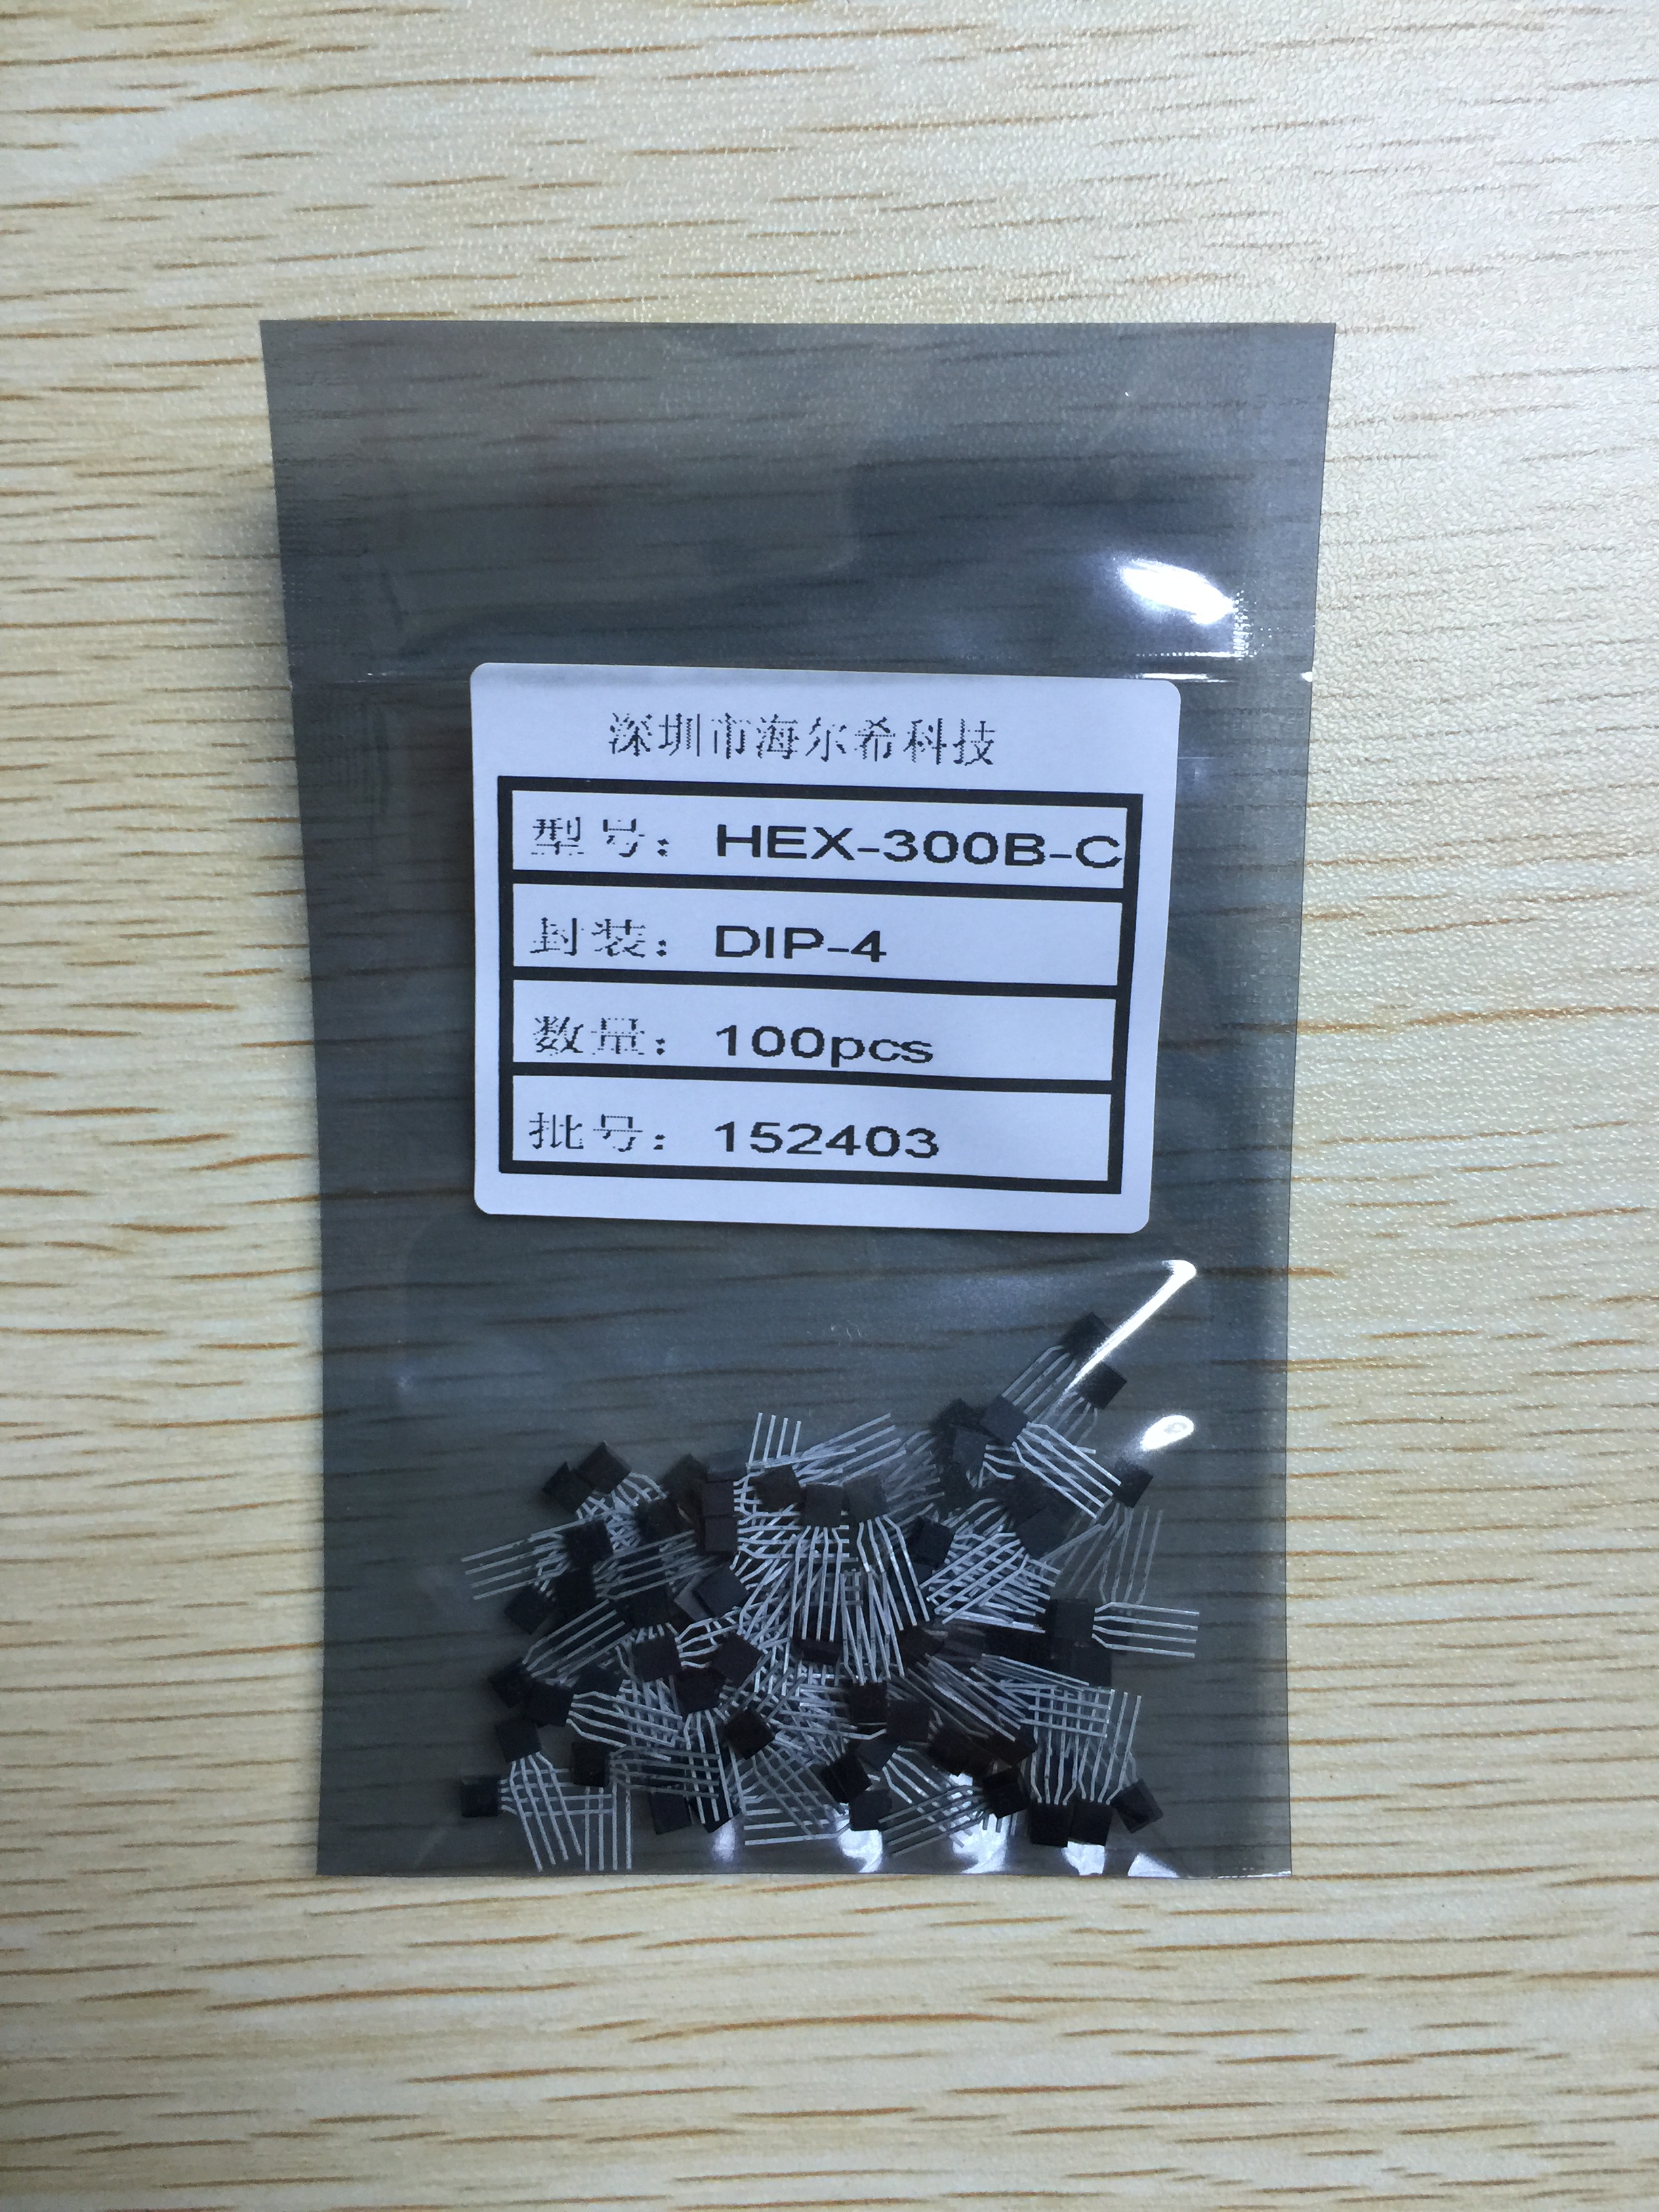 深圳市海尔希科技
型号：HEX-300B-C
封装：DIP-4
数量：100pcs
批号：152403